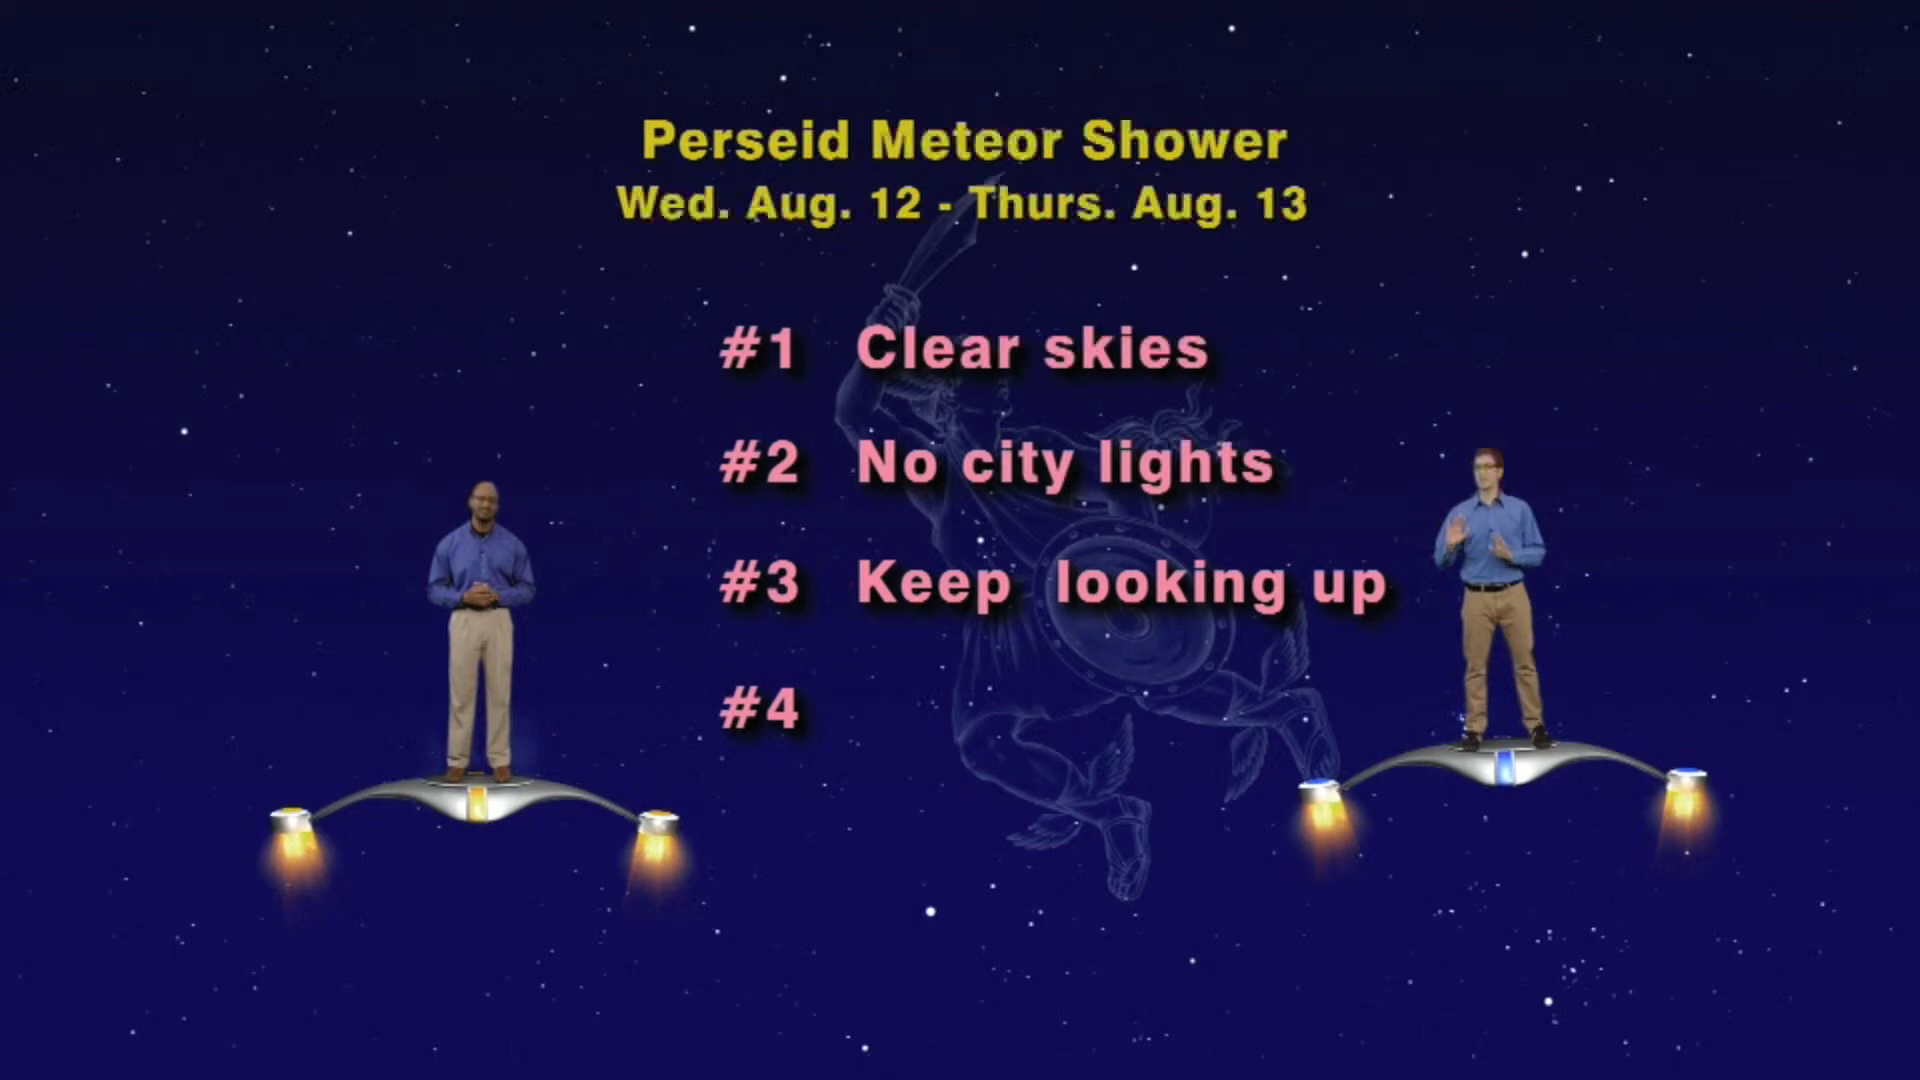 Perseid Meteor Shower
Wed. Aug. 12 - Thurs. Aug. 13
#1 Clear skies
#2 No city lights
#3 Keep looking up
#4